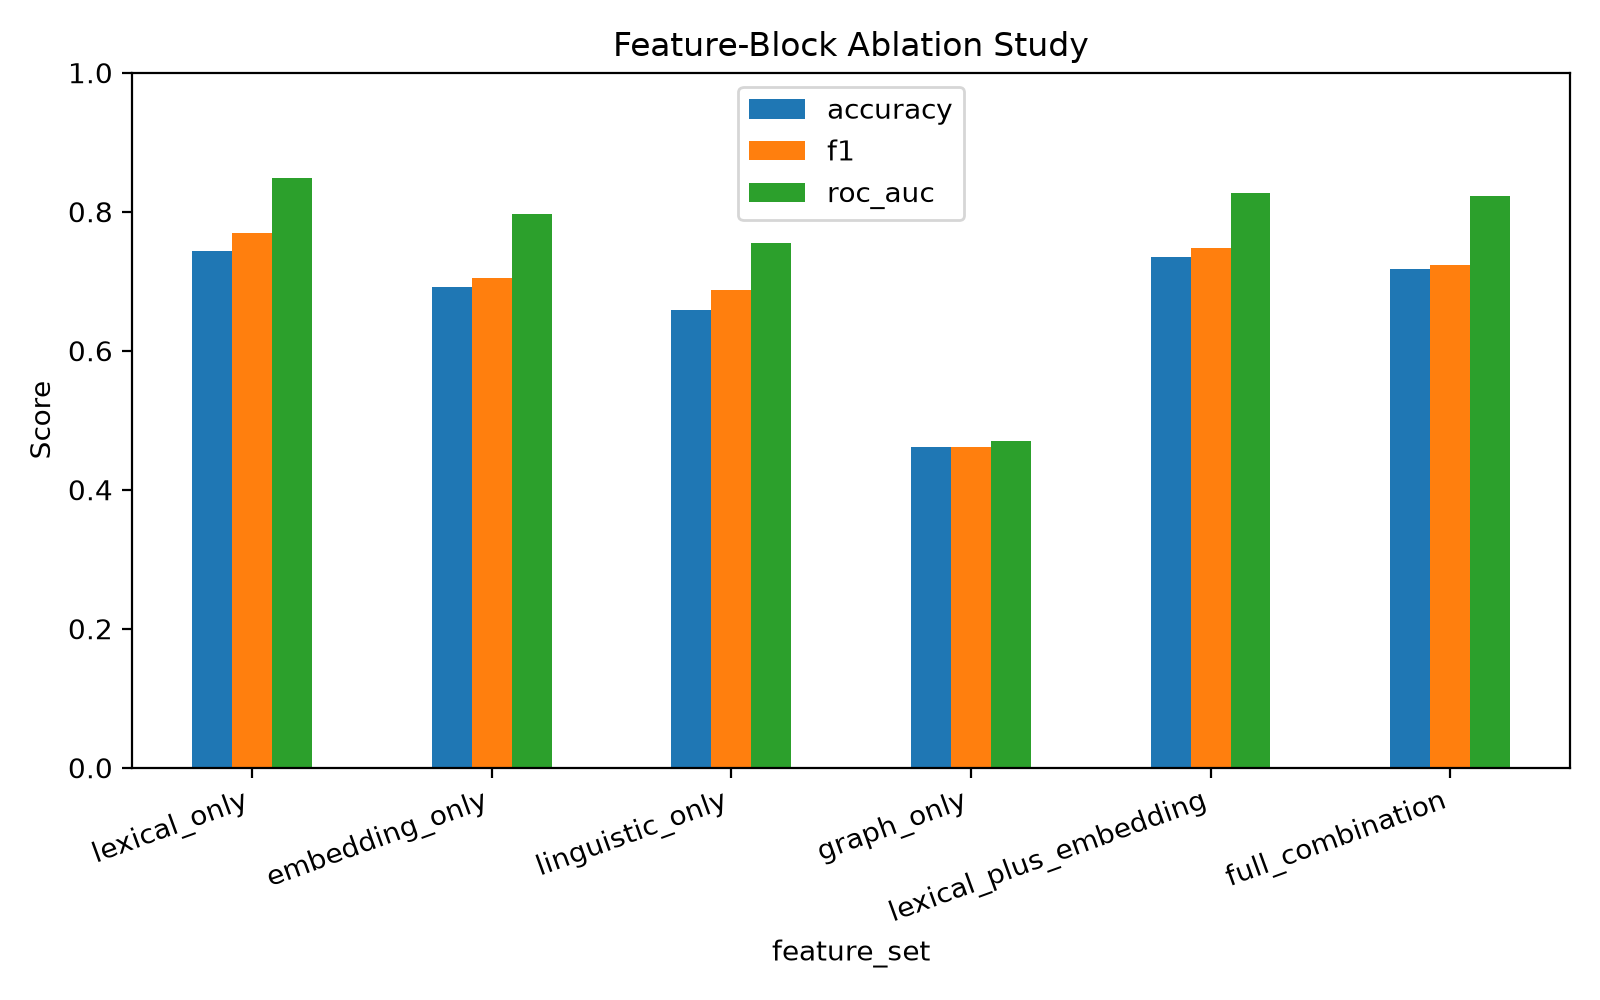 Feature-Block Ablation Study
1.0
0.8
0.6
0.4
0.2
0.0
Score
accuracy
f1
roc_auc
lexical_only
embedding_only
linguistic_only
graph_only
lexical_plus_embedding
full_combination
feature_set